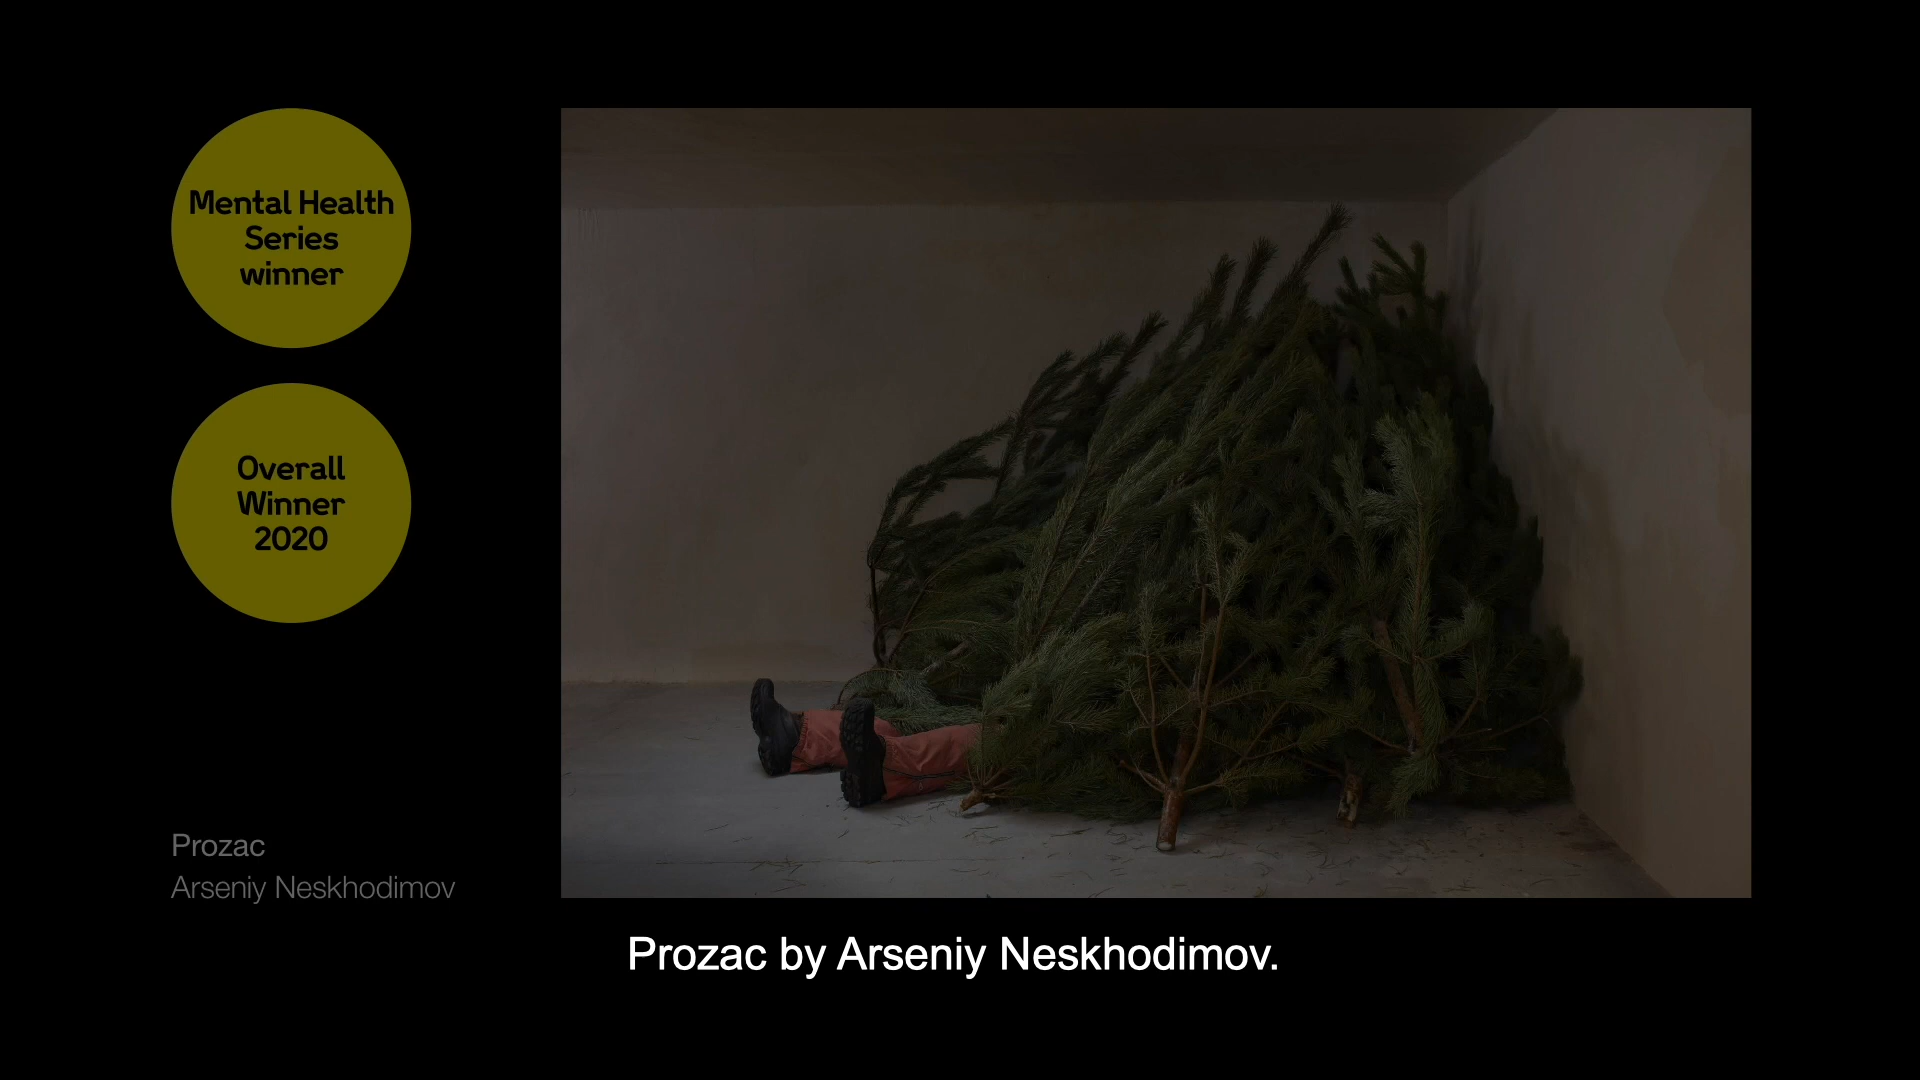 Mental Health
Series
winner
Overall
Winner
2020
Prozac
Arseniy Neskhodimov
Prozac by Arseniy Neskhodimov.